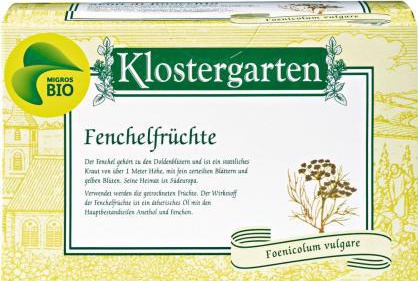 Foenicolum vulgare
MIGROS
BIO
Klostergarten
Fenchelfrüchte
Der Fenchel gehört zu den Doldenblütern und ist ein stattliches
Kraut von über 1 Meter Höhe, mit fein zerteilten Blättern und
gelben Blüten. Seine Heimat ist Südeuropa.
Verwendet werden die getrockneten Früchte. Der Wirkstoff
der Fenchelfrüchte ist ein ätherisches Öl mit den
Hauptbestandteilen Anethol und Fenchon.
Foenicolum vulgare